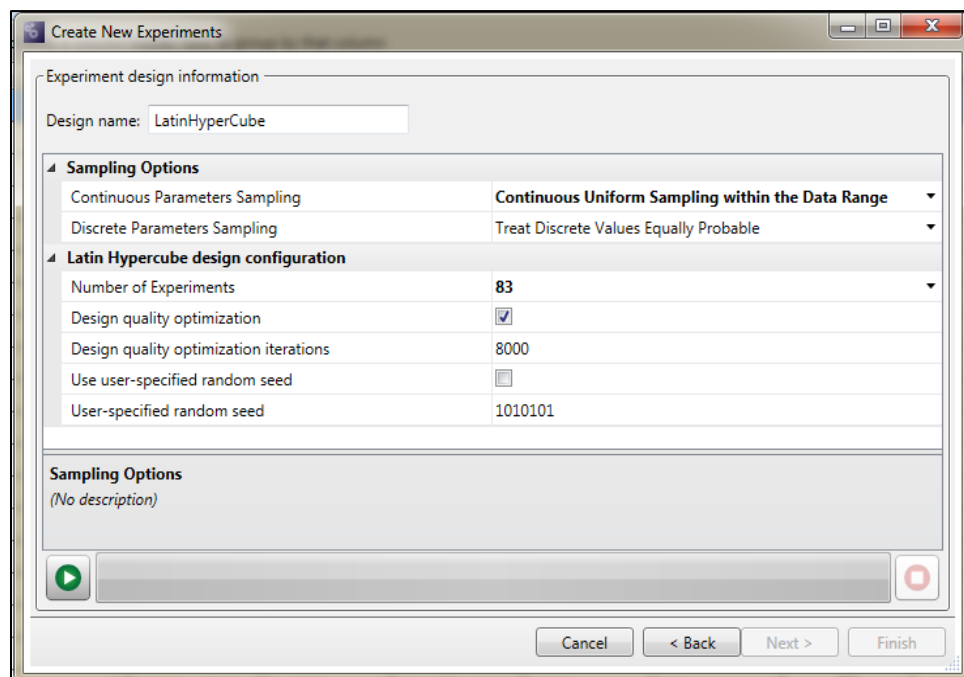 Create New Experiments
Experiment design information
Design name: LatinHyperCube
Sampling Options
Continuous Parameters Sampling Continuous Uniform Sampling within the Data Range
Discrete Parameters Sampling Treat Discrete Values Equally Probable
Latin Hypercube design configuration
Number of Experiments 83
Design quality optimization
Design quality optimization iterations 8000
Use user-specified random seed
User-specified random seed 1010101
Sampling Options
(No description)
Cancel < Back Next > Finish